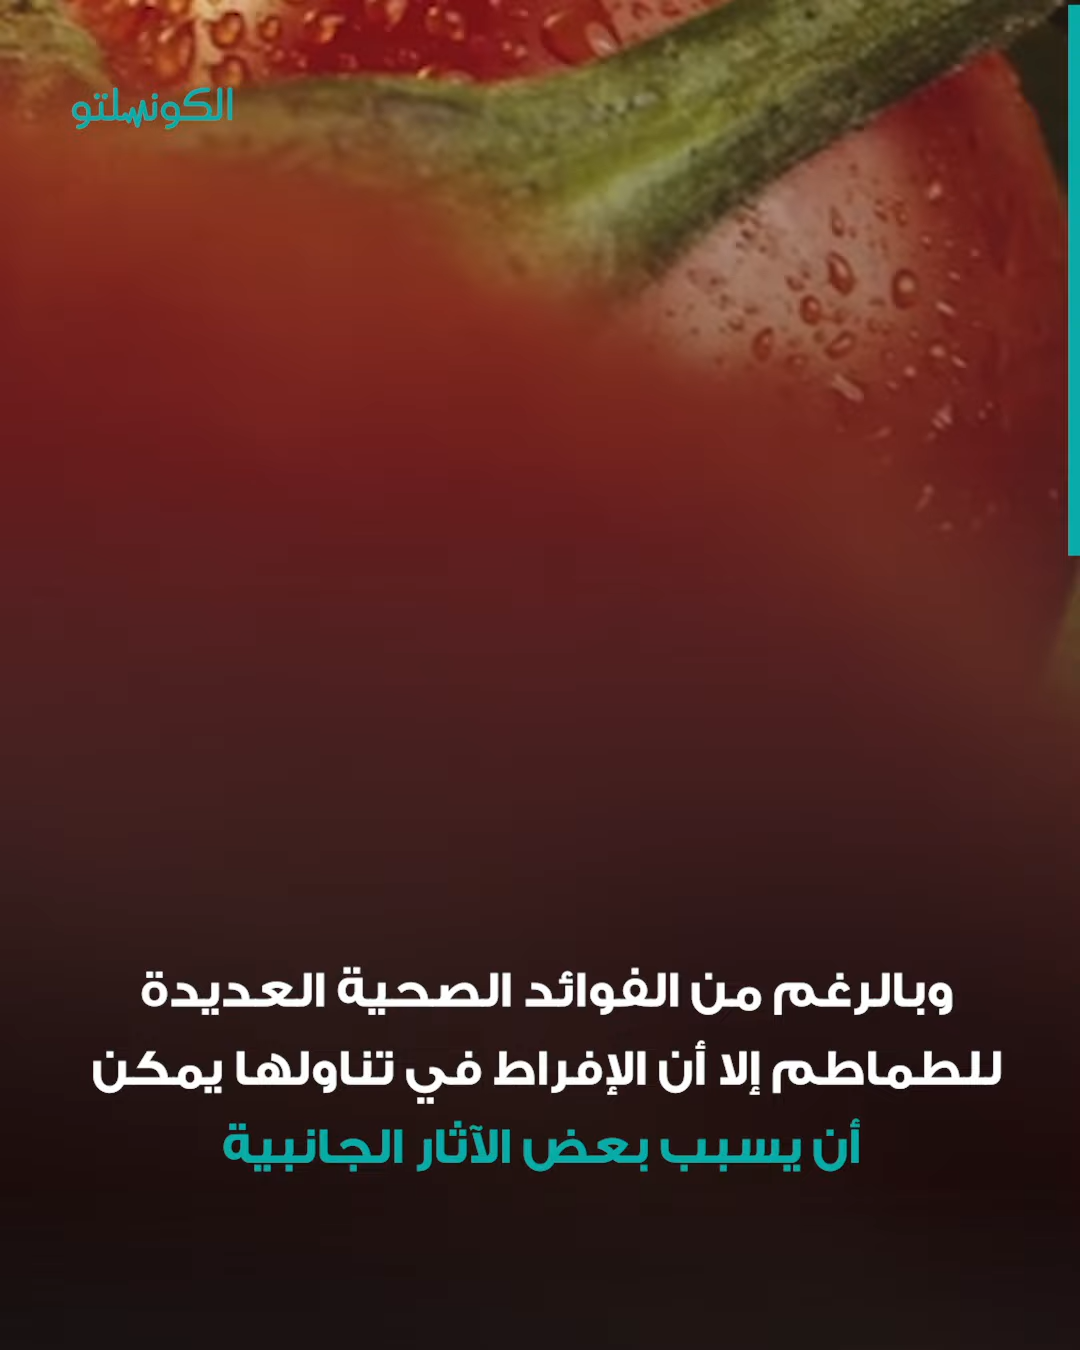 الكونسلتو
وبالرغم من الفوائد الصحية العديدة
للطماطم إلا أن الإفراط في تناولها يمكن
أن يسبب بعض الآثار الجانبية